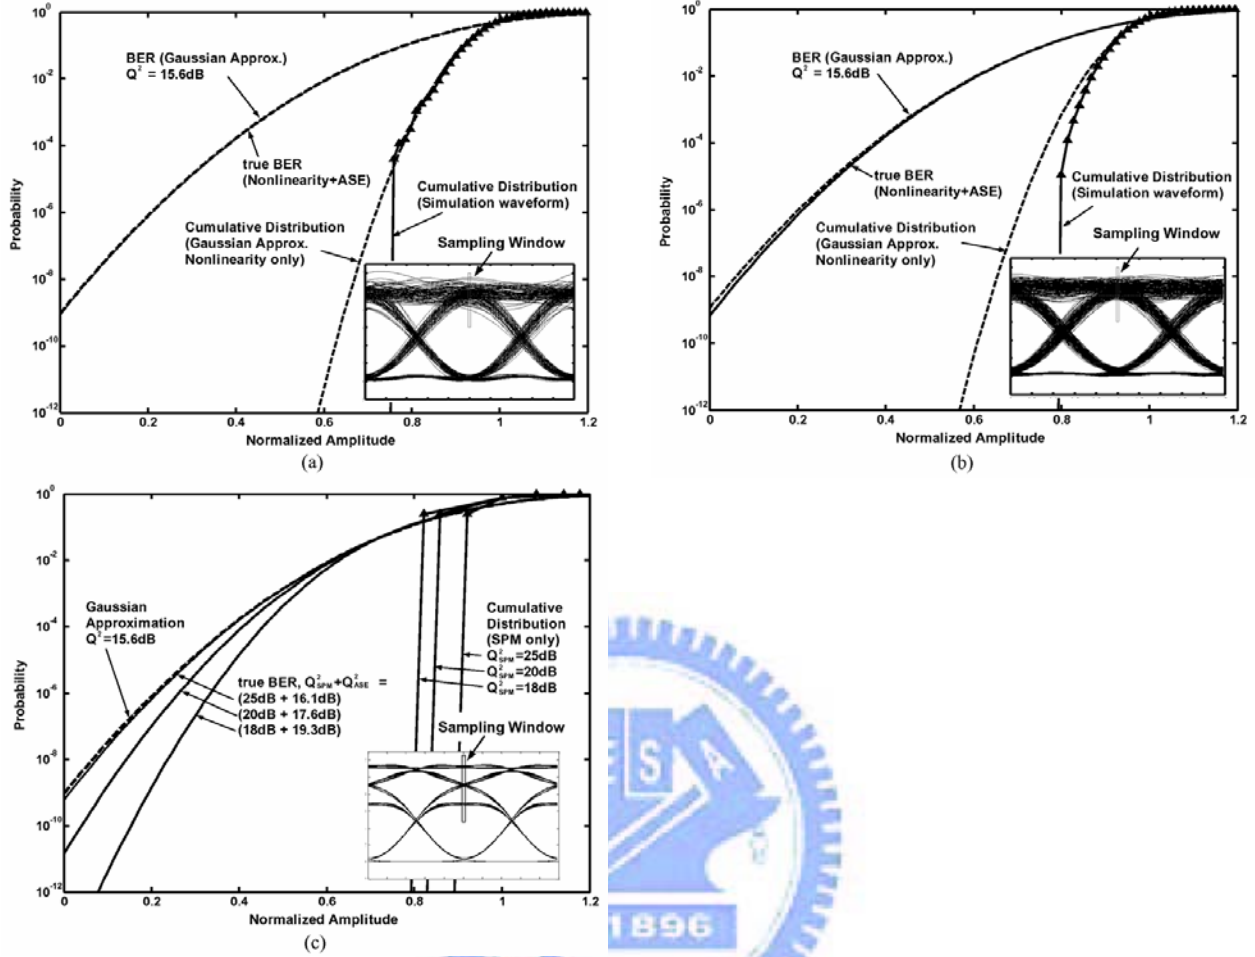 10^0
10^-2
10^-4
10^-6
10^-8
10^-10
10^-12
Probability
BER (Gaussian Approx.)
Q^2 = 15.6dB
true BER
(Nonlinearity+ASE)
Cumulative Distribution
(Simulation waveform)
Cumulative Distribution
(Gaussian Approx.
Nonlinearity only)
Sampling Window
0 0.2 0.4 0.6 0.8 1 1.2
Normalized Amplitude
(a)
10^0
10^-2
10^-4
10^-6
10^-8
10^-10
10^-12
Probability
BER (Gaussian Approx.)
Q^2 = 15.6dB
true BER
(Nonlinearity+ASE)
Cumulative Distribution
(Simulation waveform)
Cumulative Distribution
(Gaussian Approx.
Nonlinearity only)
Sampling Window
0 0.2 0.4 0.6 0.8 1 1.2
Normalized Amplitude
(b)
10^0
10^-2
10^-4
10^-6
10^-8
10^-10
10^-12
Probability
Gaussian
Approximation
Q^2=15.6dB
true BER, Q^2_SPM+Q^2_ASE =
(25dB + 16.1dB)
(20dB + 17.6dB)
(18dB + 19.3dB)
Cumulative
Distribution
(SPM only)
Q^2_SPM=25dB
Q^2_SPM=20dB
Q^2_SPM=18dB
Sampling Window
0 0.2 0.4 0.6 0.8 1 1.2
Normalized Amplitude
(c)
E S A
1896